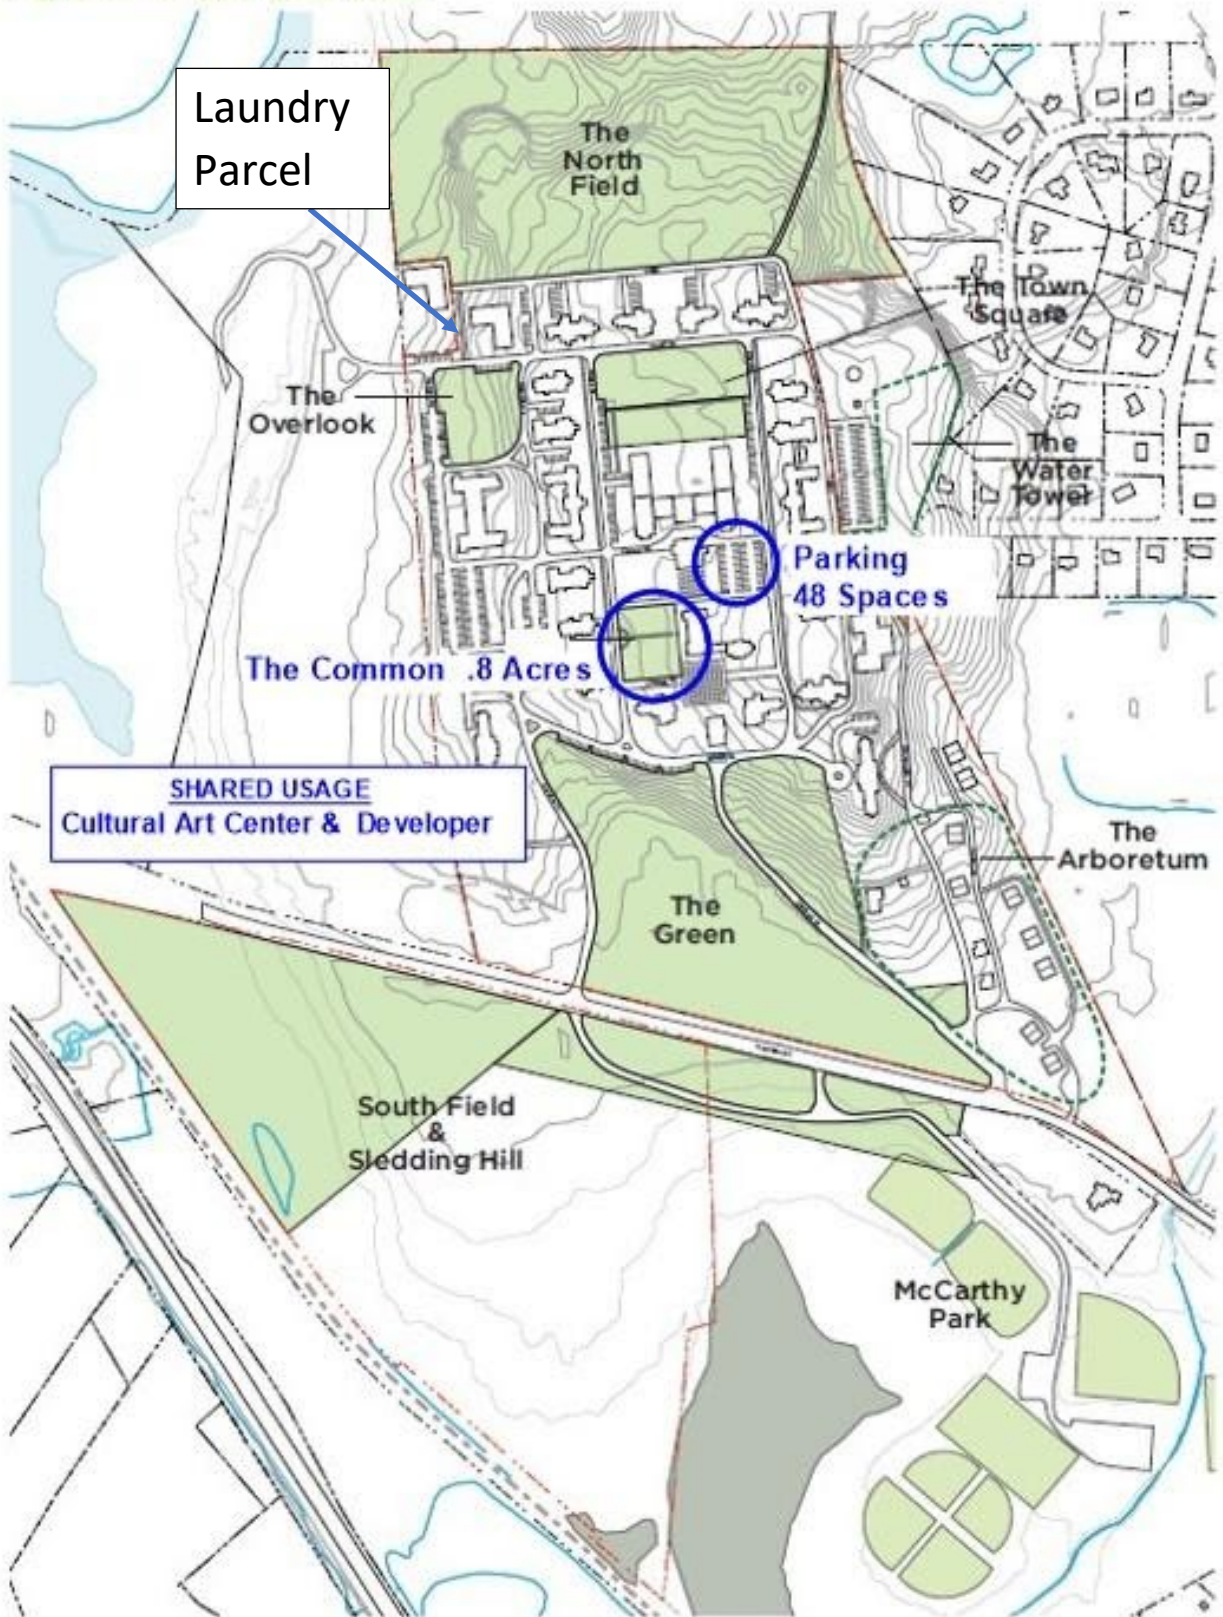 Laundry
Parcel
The
North
Field
The Town
Square
The
Overlook
The
Water
Tower
Parking
48 Spaces
The Common .8 Acres
SHARED USAGE
Cultural Art Center & Developer
The
Arboretum
The
Green
South Field
&
Sledding Hill
McCarthy
Park